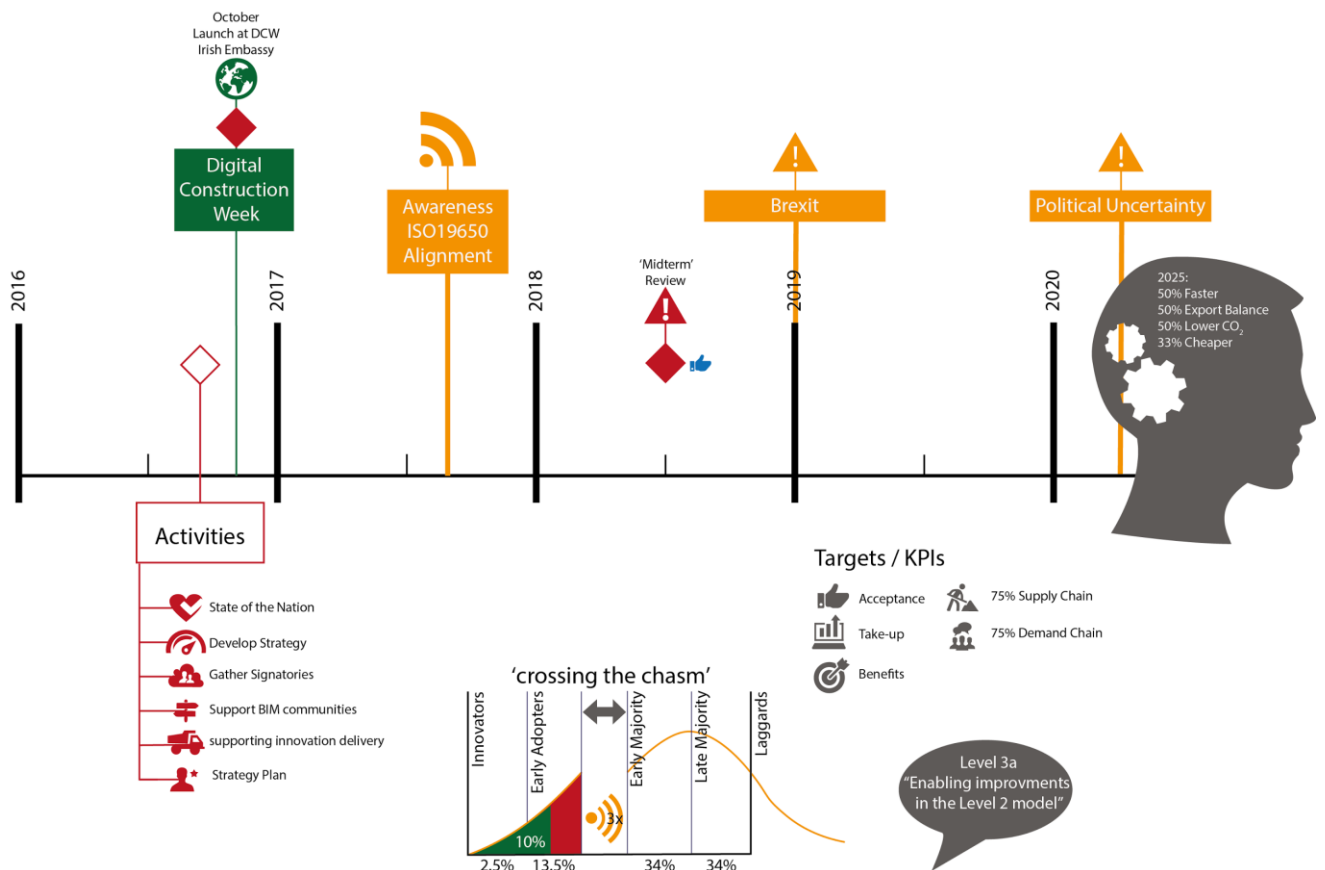 October
Launch at DCW
Irish Embassy
Digital
Construction
Week
Awareness
ISO19650
Alignment
Brexit
Political Uncertainty
'Midterm'
Review
2016
2017
2018
2019
2020
2025:
50% Faster
50% Export Balance
50% Lower CO2
33% Cheaper
Activities
State of the Nation
Develop Strategy
Gather Signatories
Support BIM communities
supporting innovation delivery
Strategy Plan
Targets / KPIs
Acceptance
75% Supply Chain
Take-up
75% Demand Chain
Benefits
'crossing the chasm'
Innovators
Early Adopters
Early Majority
Late Majority
Laggards
10%
3x
2.5%
13.5%
34%
34%
Level 3a
"Enabling improvments
in the Level 2 model"